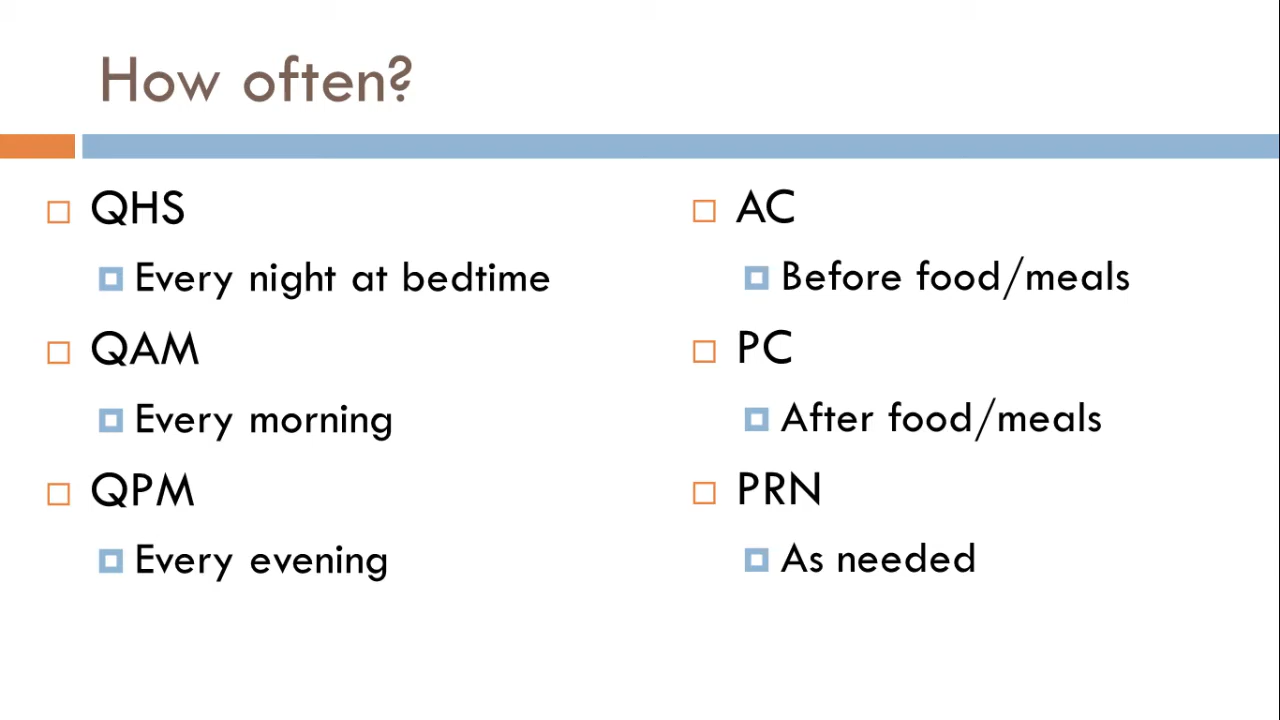 How often?
QHS
Every night at bedtime
QAM
Every morning
QPM
Every evening
AC
Before food/meals
PC
After food/meals
PRN
As needed